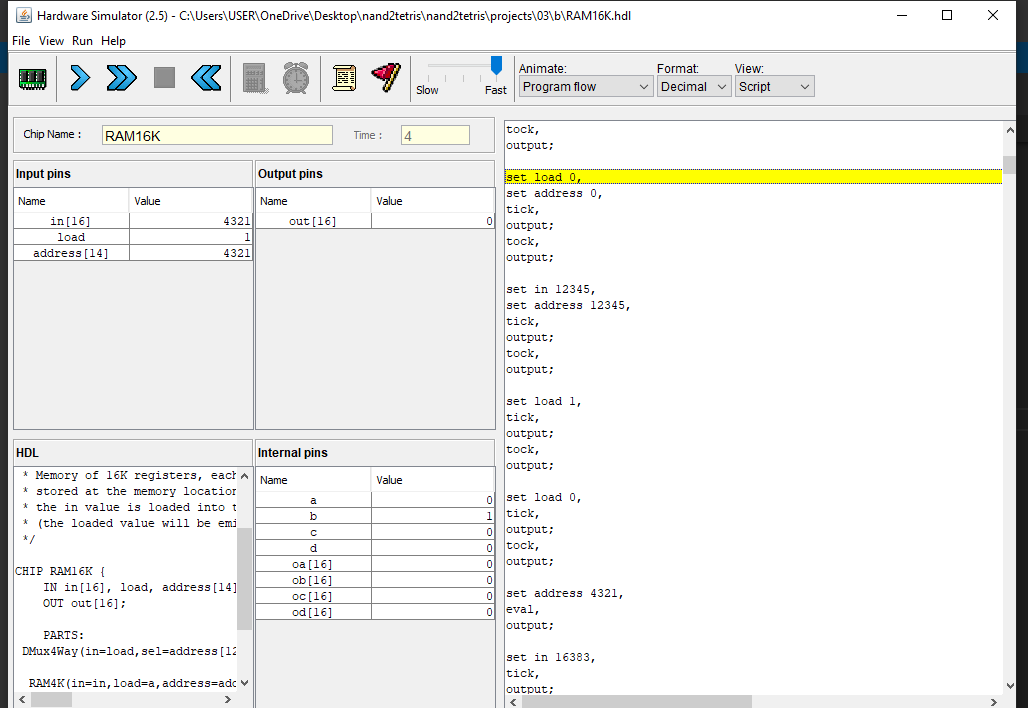 Hardware Simulator (2.5) - C:\Users\USER\OneDrive\Desktop\nand2tetris\nand2tetris\projects\03\b\RAM16K.hdl
File View Run Help
Slow Fast
Animate: Format: View:
Program flow Decimal Script
Chip Name : RAM16K Time : 4
Input pins
Name Value
in[16] 4321
load 1
address[14] 4321
Output pins
Name Value
out[16] 0
HDL
* Memory of 16K registers, each
* stored at the memory location
* the in value is loaded into t
* (the loaded value will be emi
*/
CHIP RAM16K {
IN in[16], load, address[14]
OUT out[16];
PARTS:
DMux4Way(in=load,sel=address[12
RAM4K(in=in,load=a,address=add
Internal pins
Name Value
a 0
b 1
c 0
d 0
oa[16] 0
ob[16] 0
oc[16] 0
od[16] 0
tock,
output;
set load 0,
set address 0,
tick,
output;
tock,
output;
set in 12345,
set address 12345,
tick,
output;
tock,
output;
set load 1,
tick,
output;
tock,
output;
set load 0,
tick,
output;
tock,
output;
set address 4321,
eval,
output;
set in 16383,
tick,
output;